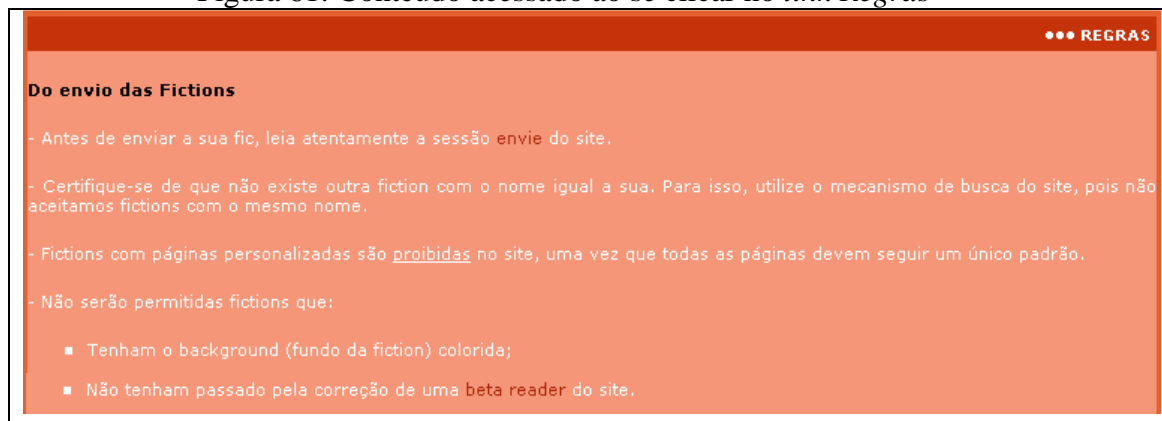 ●●● REGRAS
Do envio das Fictions
- Antes de enviar a sua fic, leia atentamente a sessão envie do site.
- Certifique-se de que não existe outra fiction com o nome igual a sua. Para isso, utilize o mecanismo de busca do site, pois não
aceitamos fictions com o mesmo nome.
- Fictions com páginas personalizadas são proibidas no site, uma vez que todas as páginas devem seguir um único padrão.
- Não serão permitidas fictions que:
▪ Tenham o background (fundo da fiction) colorida;
▪ Não tenham passado pela correção de uma beta reader do site.